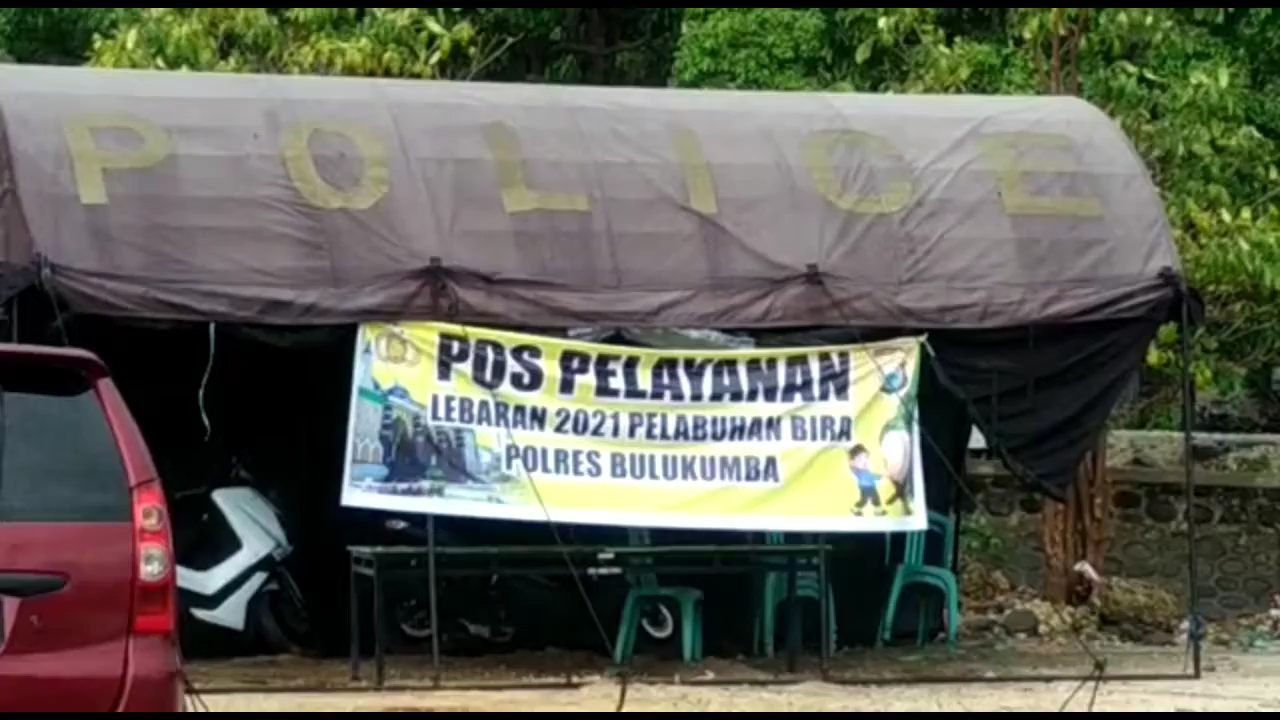 POLICE
POS PELAYANAN
LEBARAN 2021 PELABUHAN BIRA
POLRES BULUKUMBA